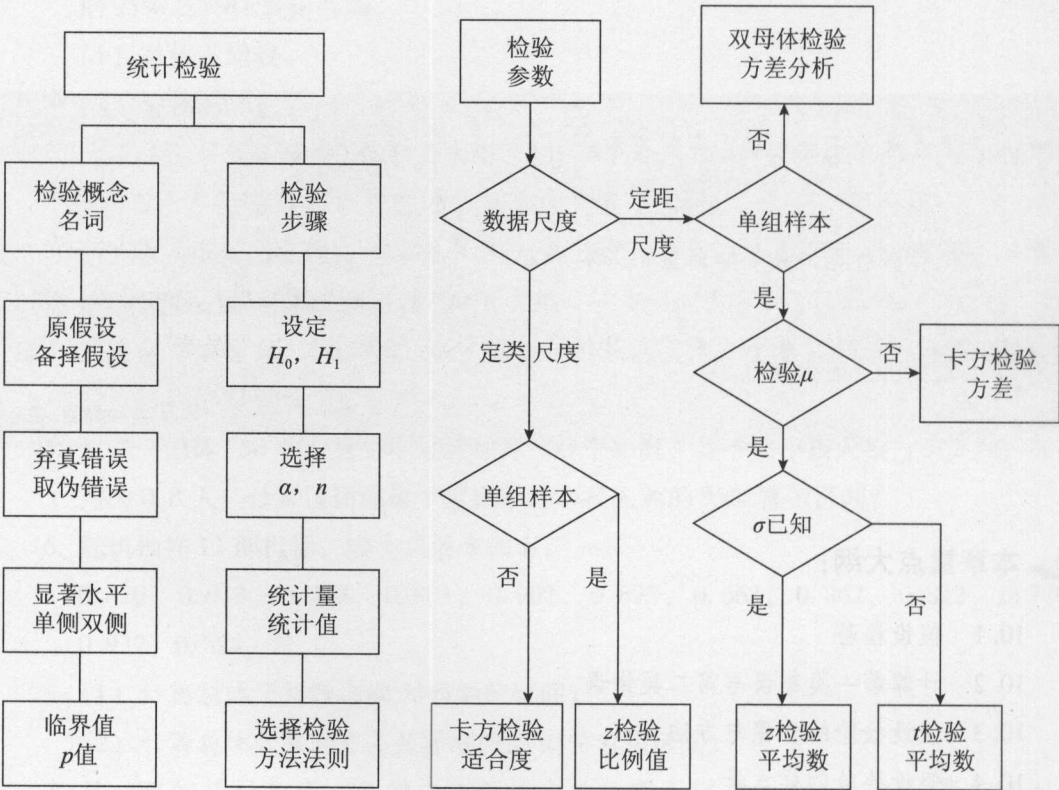 统计检验
检验概念
名词
原假设
备择假设
弃真错误
取伪错误
显著水平
单侧双侧
临界值
p值
检验
步骤
设定
H₀，H₁
选择
α、n
统计量
统计值
选择检验
方法法则
检验
参数
数据尺度
定距
尺度
定类 尺度
单组样本
否
是
卡方检验
适合度
z检验
比例值
双母体检验
方差分析
否
单组样本
是
检验μ
否
卡方检验
方差
是
σ已知
是
否
z检验
平均数
t检验
平均数